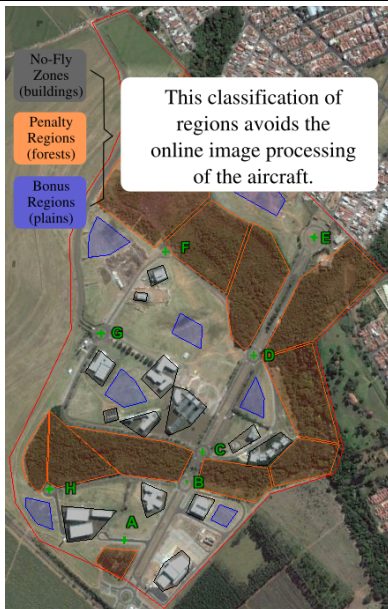 No-Fly
Zones
(buildings)
Penalty
Regions
(forests)
Bonus
Regions
(plains)
This classification of
regions avoids the
online image processing
of the aircraft.
E
F
G
D
C
B
H
A